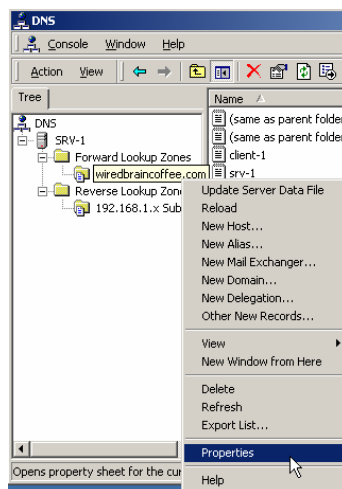 DNS
Console Window Help
Action View
Tree
Name
DNS
SRV-1
Forward Lookup Zones
wiredbraincoffee.com
Reverse Lookup Zon
192.168.1.x Sub
(same as parent folde
(same as parent folde
client-1
srv-1
Update Server Data File
Reload
New Host...
New Alias...
New Mail Exchanger...
New Domain...
New Delegation...
Other New Records...
View
New Window from Here
Delete
Refresh
Export List...
Properties
Help
Opens property sheet for the cur